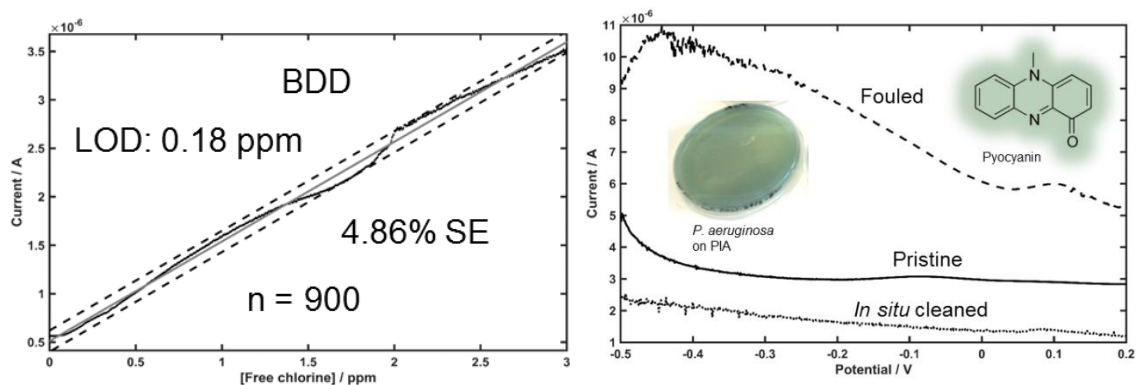 ×10⁻⁶
3.5
3
2.5
2
1.5
1
0.5
0
0.5
1
1.5
2
2.5
3
Current / A
[Free chlorine] / ppm
BDD
LOD: 0.18 ppm
4.86% SE
n = 900
×10⁻⁶
11
10
9
8
7
6
5
4
3
2
1
-0.5
-0.4
-0.3
-0.2
-0.1
0
0.1
0.2
Current / A
Potential / V
Fouled
N
N
O
Pyocyanin
P. aeruginosa
on PIA
Pristine
In situ cleaned